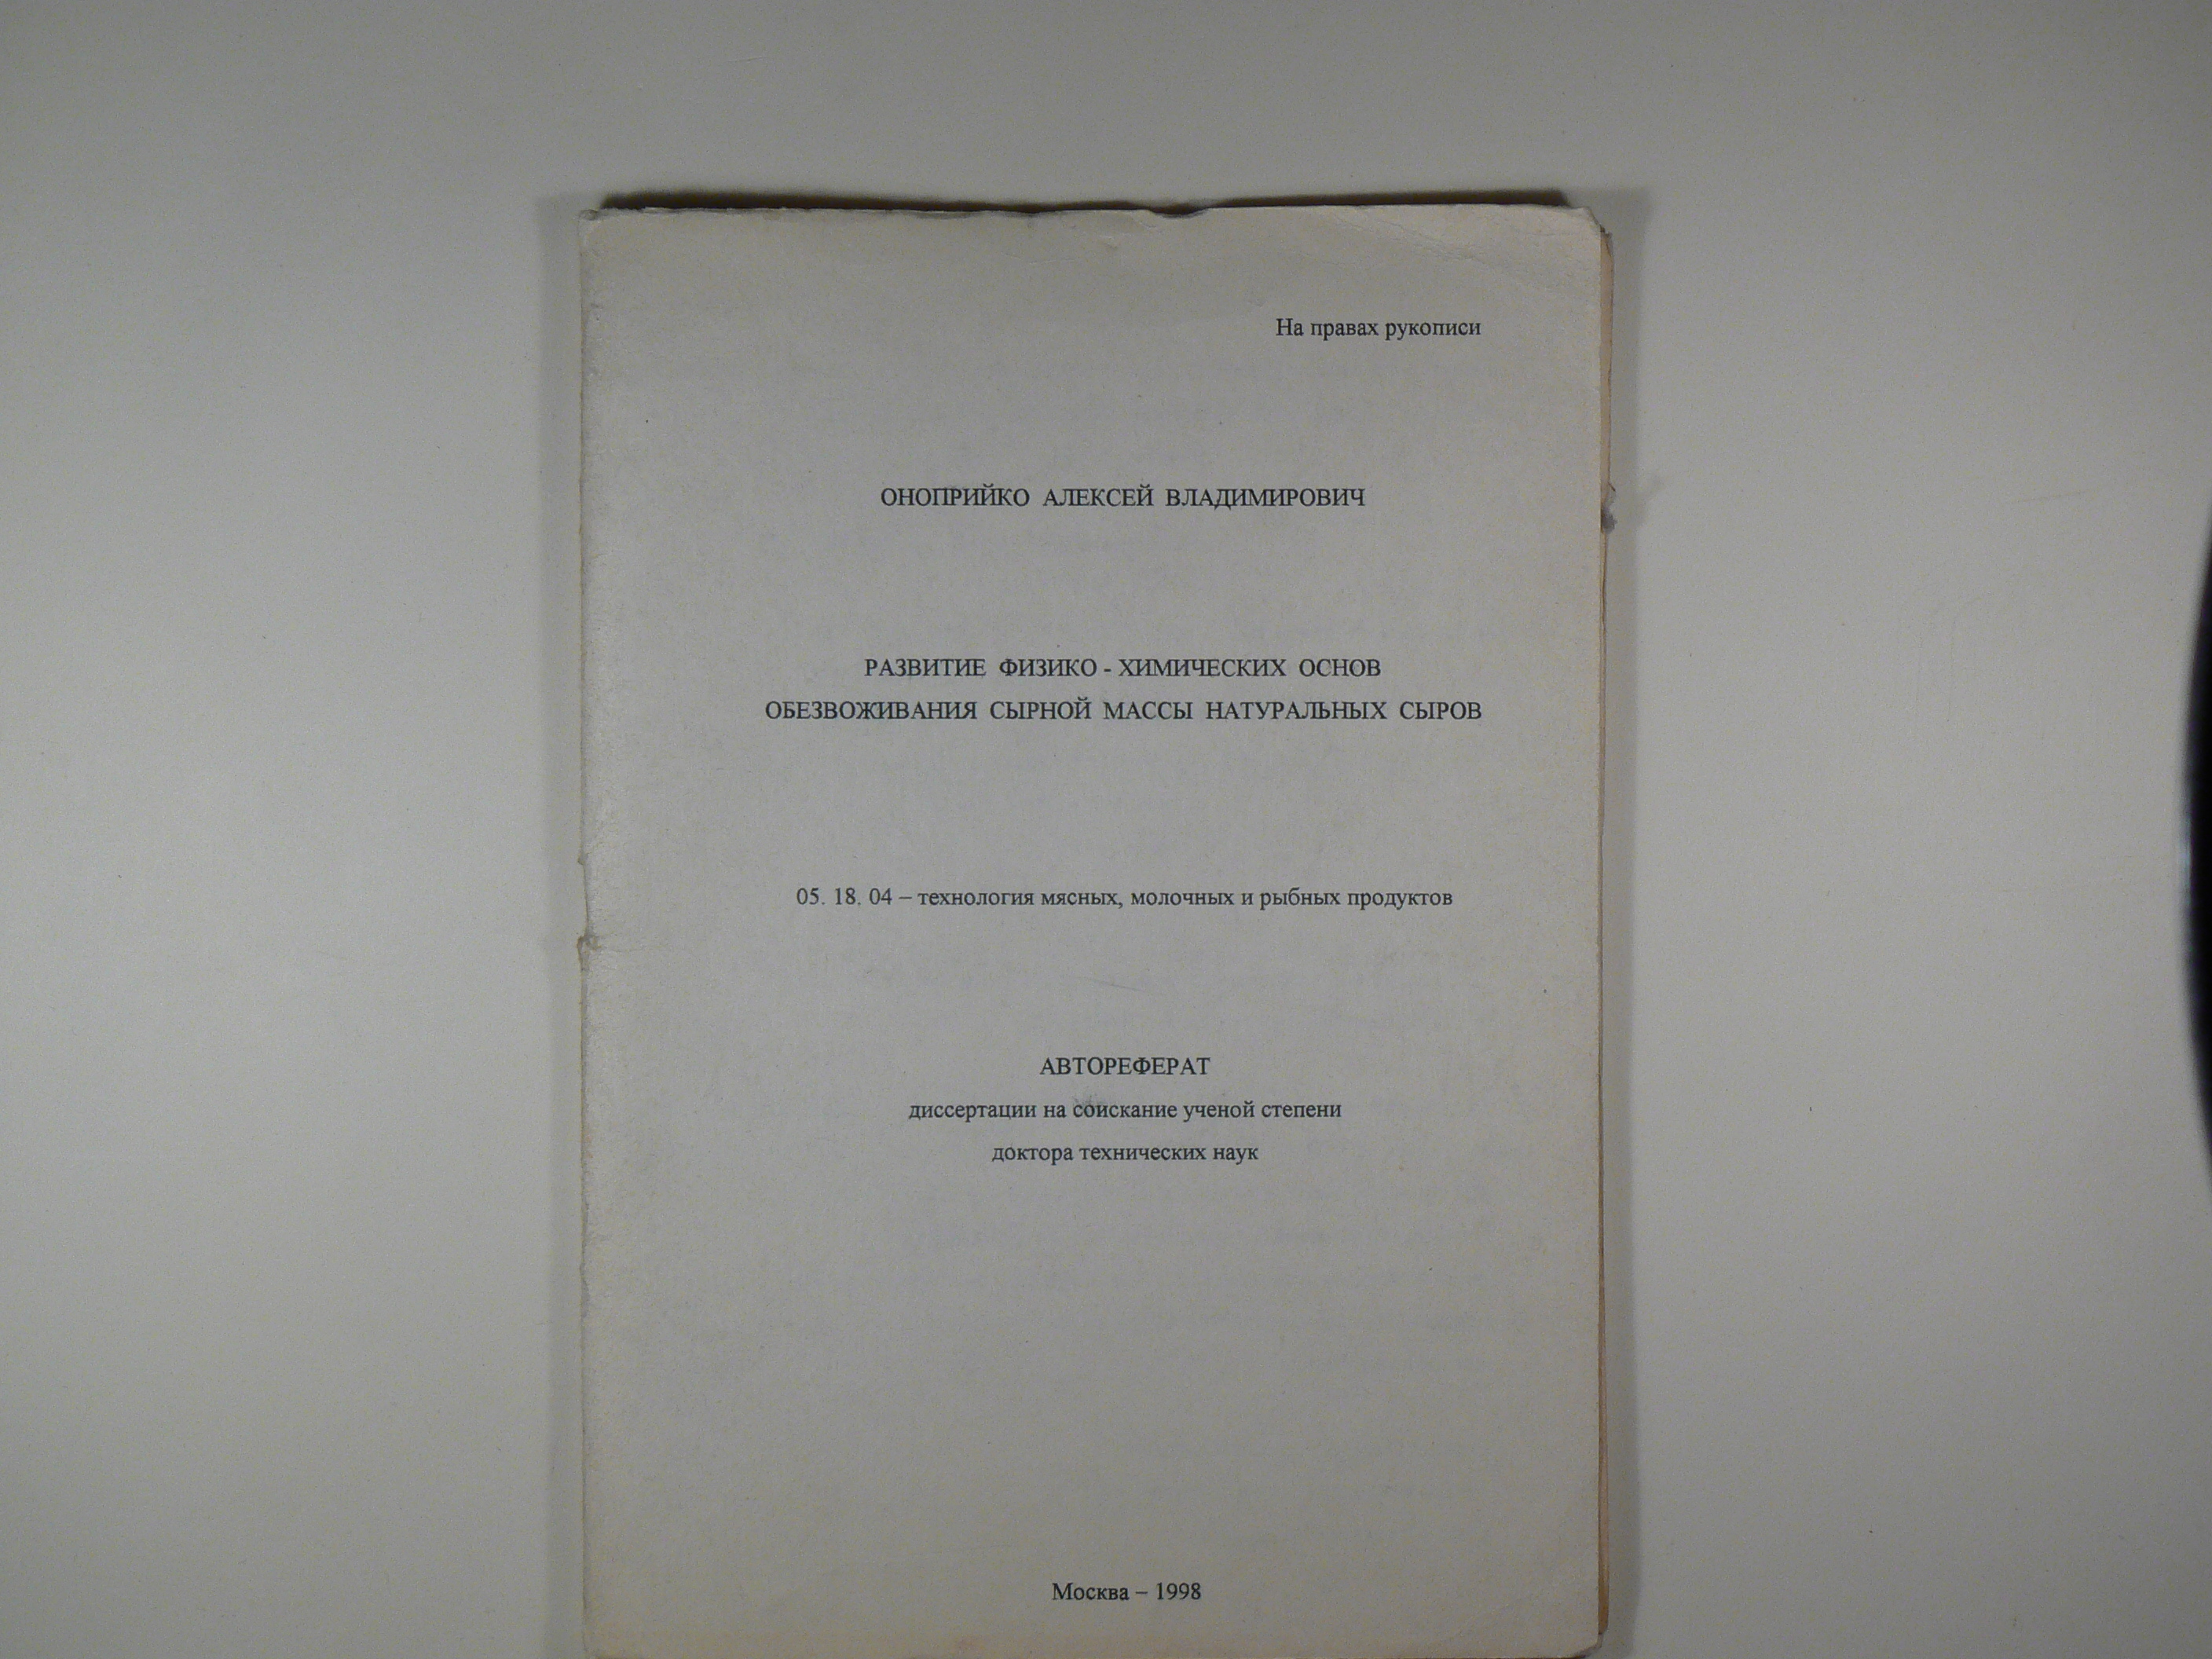 На правах рукописи
ОНОПРИЙКО АЛЕКСЕЙ ВЛАДИМИРОВИЧ
РАЗВИТИЕ ФИЗИКО - ХИМИЧЕСКИХ ОСНОВ
ОБЕЗВОЖИВАНИЯ СЫРНОЙ МАССЫ НАТУРАЛЬНЫХ СЫРОВ
05. 18. 04 – технология мясных, молочных и рыбных продуктов
АВТОРЕФЕРАТ
диссертации на соискание ученой степени
доктора технических наук
Москва – 1998